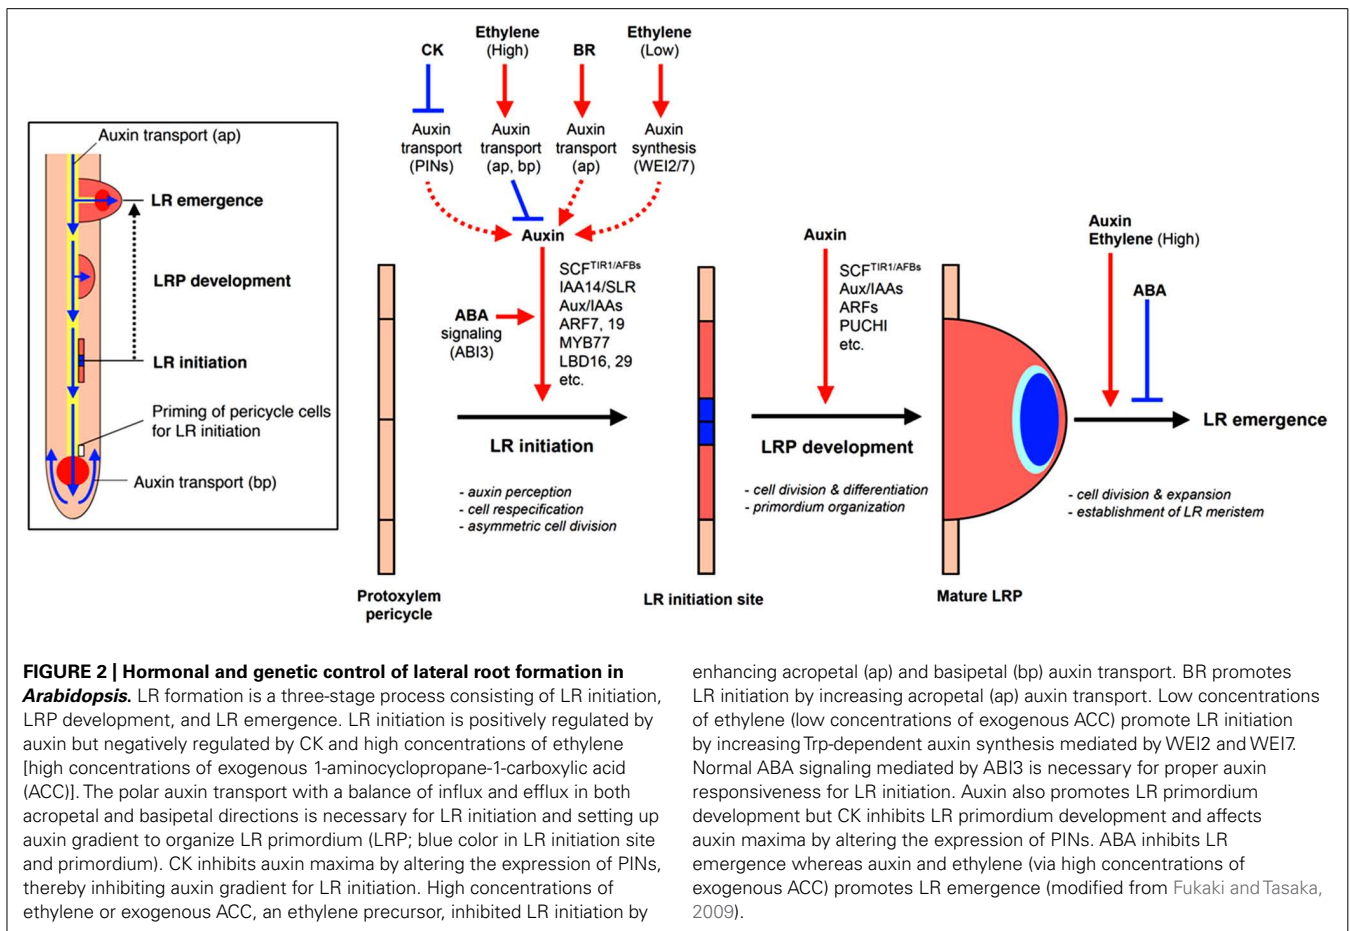 CK
Ethylene
(High)
BR
Ethylene
(Low)
Auxin
transport
(PINs)
Auxin
transport
(ap, bp)
Auxin
transport
(ap)
Auxin
synthesis
(WEI2/7)
Auxin
Auxin transport (ap)
LR emergence
LRP development
LR initiation
Priming of pericycle cells
for LR initiation
Auxin transport (bp)
ABA
signaling
(ABI3)
SCFTIR1/AFBs
IAA14/SLR
Aux/IAAs
ARF7, 19
MYB77
LBD16, 29
etc.
LR initiation
- auxin perception
- cell respecification
- asymmetric cell division
Protoxylem
pericycle
Auxin
SCFTIR1/AFBs
Aux/IAAs
ARFs
PUCHI
etc.
LRP development
- cell division & differentiation
- primordium organization
LR initiation site
Auxin
Ethylene (High)
ABA
LR emergence
- cell division & expansion
- establishment of LR meristem
Mature LRP
FIGURE 2 | Hormonal and genetic control of lateral root formation in
Arabidopsis. LR formation is a three-stage process consisting of LR initiation,
LRP development, and LR emergence. LR initiation is positively regulated by
auxin but negatively regulated by CK and high concentrations of ethylene
[high concentrations of exogenous 1-aminocyclopropane-1-carboxylic acid
(ACC)]. The polar auxin transport with a balance of influx and efflux in both
acropetal and basipetal directions is necessary for LR initiation and setting up
auxin gradient to organize LR primordium (LRP; blue color in LR initiation site
and primordium). CK inhibits auxin maxima by altering the expression of PINs,
thereby inhibiting auxin gradient for LR initiation. High concentrations of
ethylene or exogenous ACC, an ethylene precursor, inhibited LR initiation by
enhancing acropetal (ap) and basipetal (bp) auxin transport. BR promotes
LR initiation by increasing acropetal (ap) auxin transport. Low concentrations
of ethylene (low concentrations of exogenous ACC) promote LR initiation
by increasing Trp-dependent auxin synthesis mediated by WEI2 and WEI7.
Normal ABA signaling mediated by ABI3 is necessary for proper auxin
responsiveness for LR initiation. Auxin also promotes LR primordium
development but CK inhibits LR primordium development and affects
auxin maxima by altering the expression of PINs. ABA inhibits LR
emergence whereas auxin and ethylene (via high concentrations of
exogenous ACC) promotes LR emergence (modified from Fukaki and Tasaka,
2009).